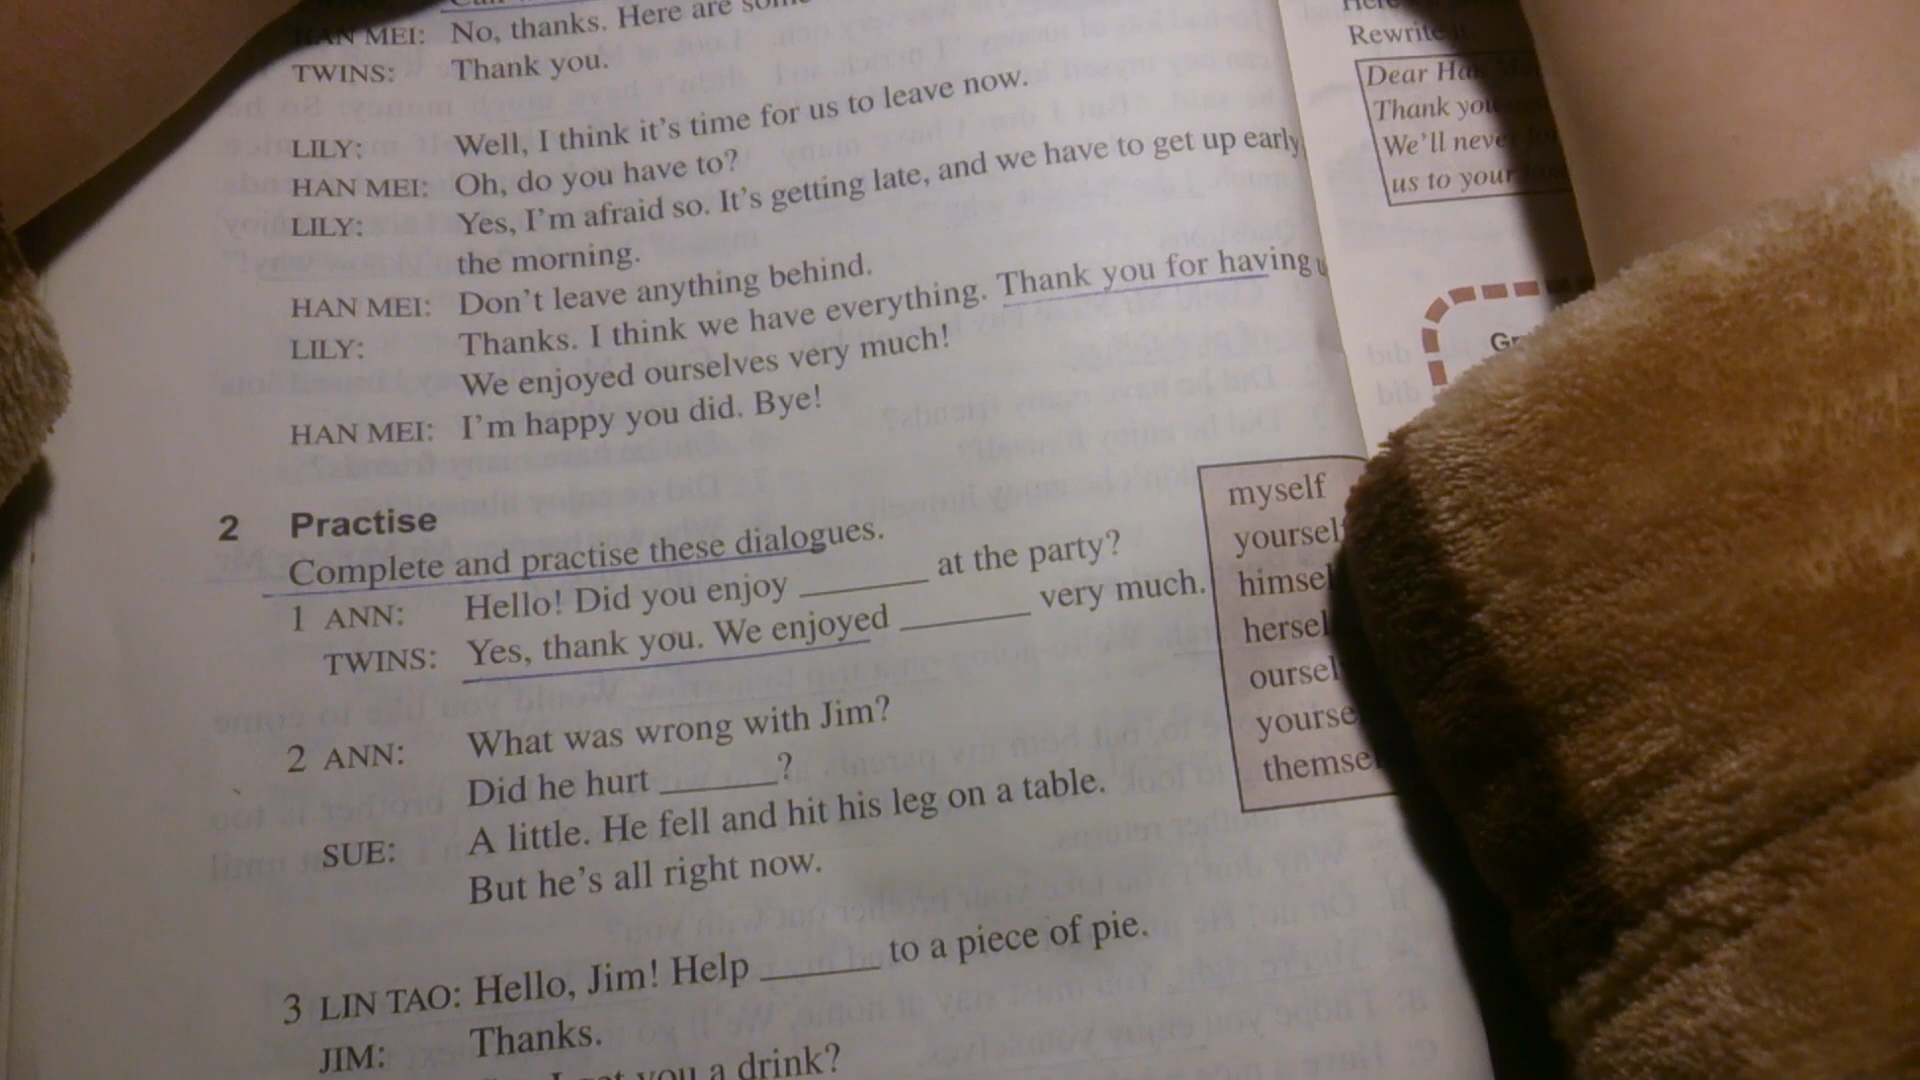 HAN MEI: No, thanks. Here are
TWINS: Thank you.
LILY: Well, I think it's time for us to leave now.
HAN MEI: Oh, do you have to?
LILY: Yes, I'm afraid so. It's getting late, and we have to get up early
the morning.
HAN MEI: Don't leave anything behind.
LILY: Thanks. I think we have everything. Thank you for having
We enjoyed ourselves very much!
HAN MEI: I'm happy you did. Bye!
2 Practise
Complete and practise these dialogues.
1 ANN: Hello! Did you enjoy ______ at the party?
TWINS: Yes, thank you. We enjoyed ______ very much.
2 ANN: What was wrong with Jim?
Did he hurt ______?
SUE: A little. He fell and hit his leg on a table.
But he's all right now.
3 LIN TAO: Hello, Jim! Help ______ to a piece of pie.
JIM: Thanks.
you a drink?
myself
yourself
himsel
hersel
oursel
yourse
themse
Rewrite
Dear
Thank you
We'll never
us to your